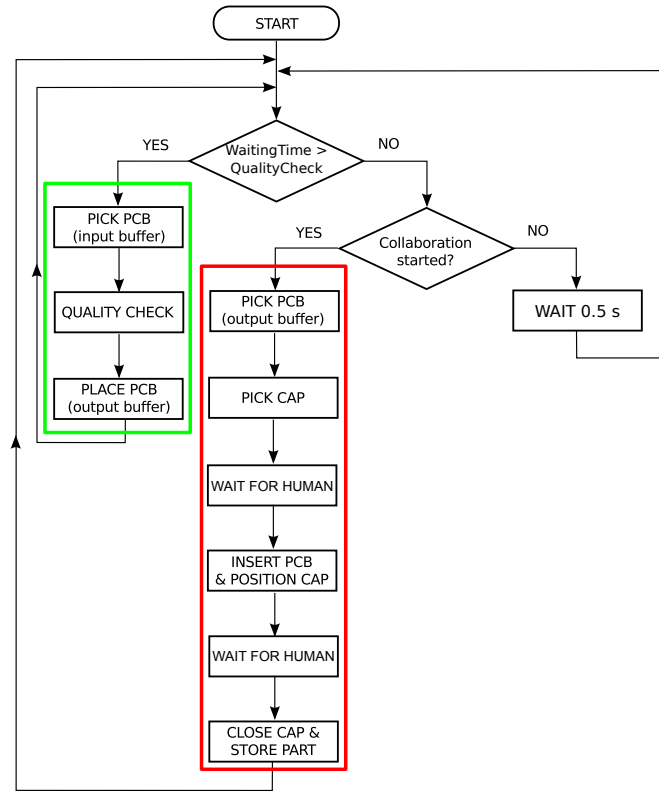 START
WaitingTime >
QualityCheck
YES
NO
PICK PCB
(input buffer)
QUALITY CHECK
PLACE PCB
(output buffer)
Collaboration
started?
YES
NO
PICK PCB
(output buffer)
PICK CAP
WAIT FOR HUMAN
INSERT PCB
& POSITION CAP
WAIT FOR HUMAN
CLOSE CAP &
STORE PART
WAIT 0.5 s